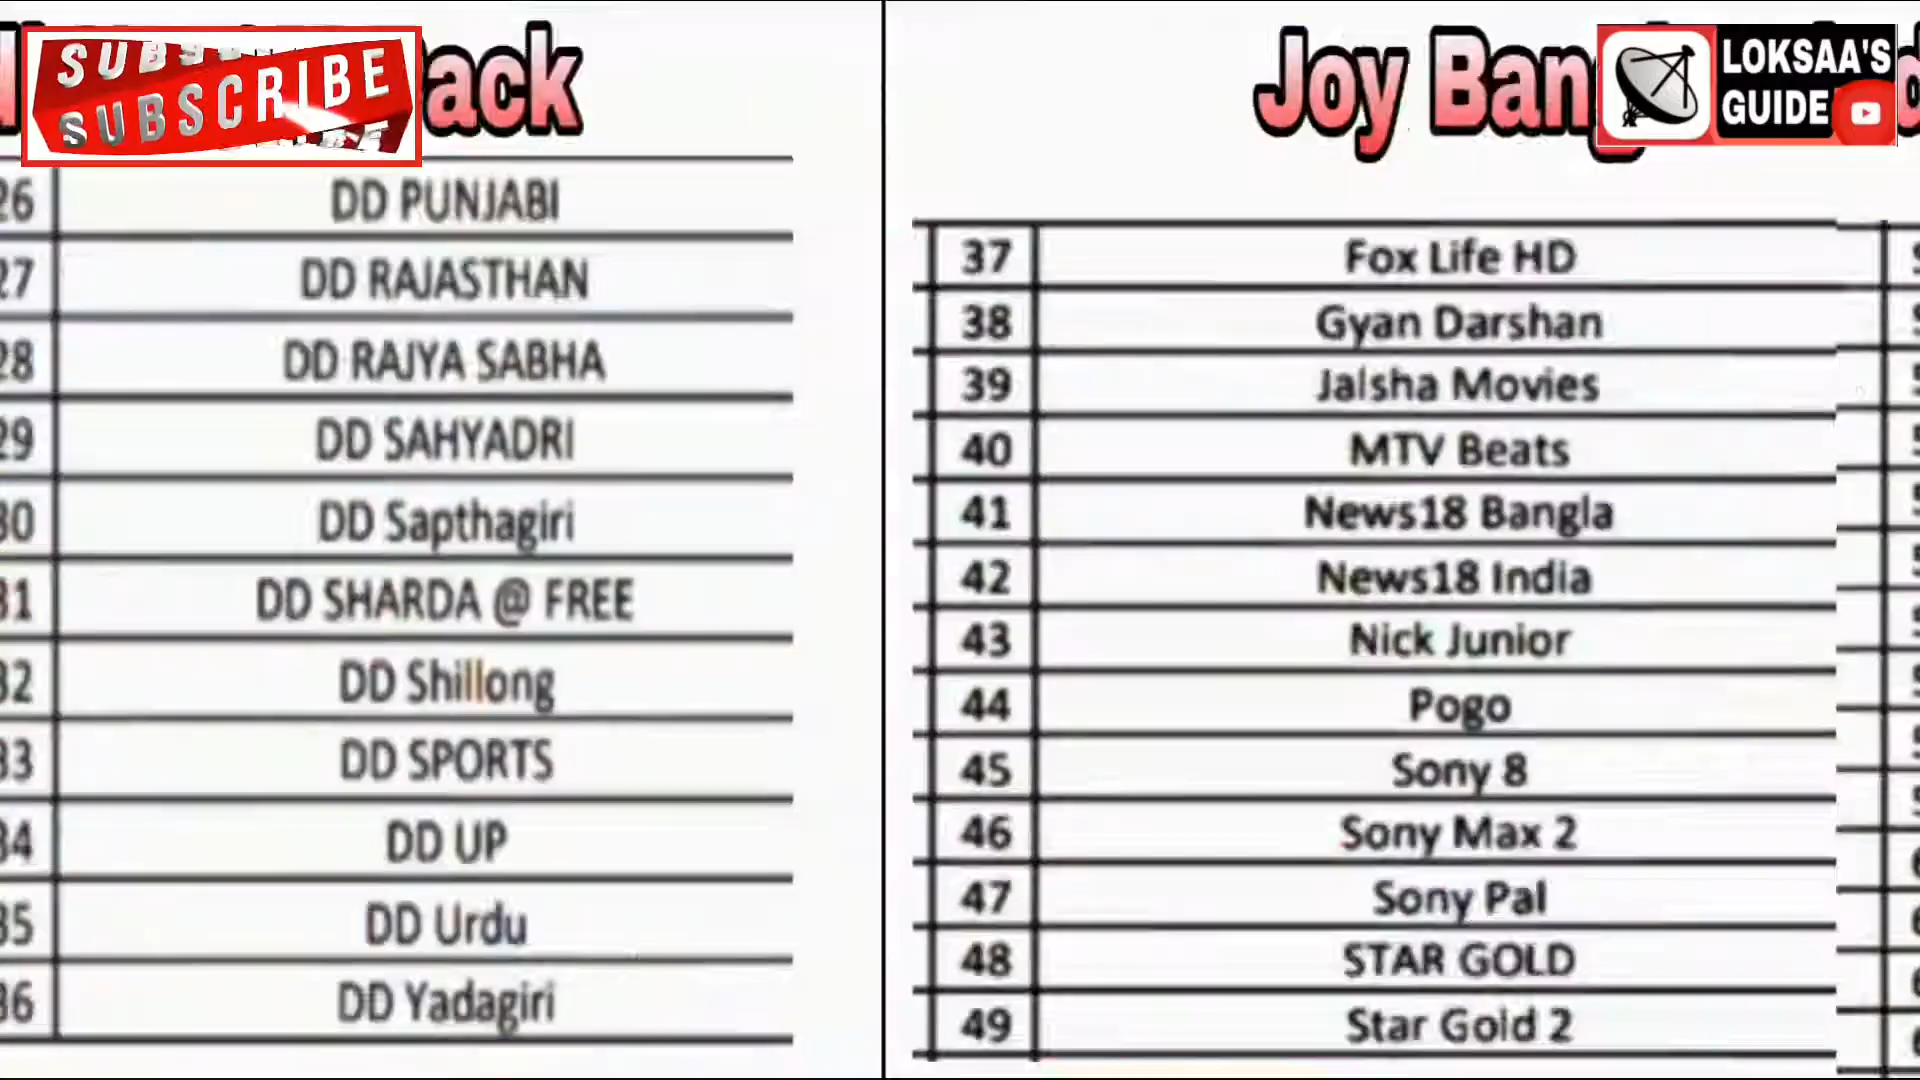 SUBSCRIBE
SUBSCRIBE
ack
26 DD PUNJABI
27 DD RAJASTHAN
28 DD RAJYA SABHA
29 DD SAHYADRI
30 DD Sapthagiri
31 DD SHARDA @ FREE
32 DD Shillong
33 DD SPORTS
34 DD UP
35 DD Urdu
36 DD Yadagiri
Joy Bang
LOKSAA'S
GUIDE
37 Fox Life HD
38 Gyan Darshan
39 Jalsha Movies
40 MTV Beats
41 News18 Bangla
42 News18 India
43 Nick Junior
44 Pogo
45 Sony 8
46 Sony Max 2
47 Sony Pal
48 STAR GOLD
49 Star Gold 2